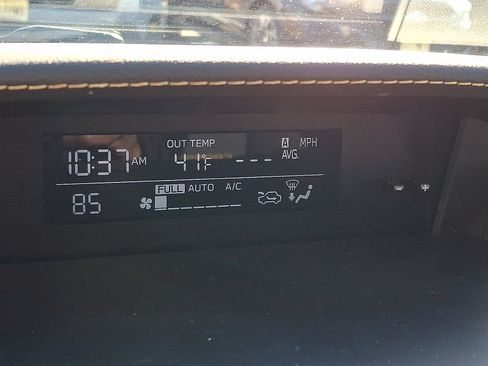 OUT TEMP A MPH
10:37 AM 41°F --- AVG.
FULL AUTO A/C
85
- +